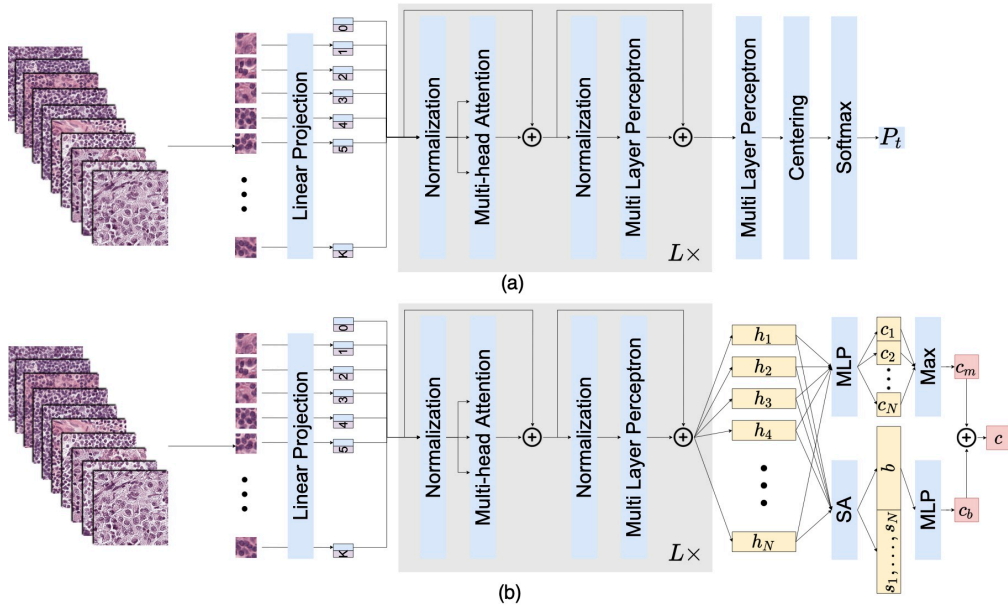 Linear Projection
0
1
2
3
4
5
K
Normalization
Multi-head Attention
+
Normalization
Multi Layer Perceptron
+
L×
Multi Layer Perceptron
Centering
Softmax
P_t
(a)
Linear Projection
0
1
2
3
4
5
K
Normalization
Multi-head Attention
+
Normalization
Multi Layer Perceptron
+
L×
h_1
h_2
h_3
h_4
h_N
MLP
c_1
c_2
c_N
Max
c_m
SA
b
s_1, ..., s_N
MLP
c_b
+
c
(b)